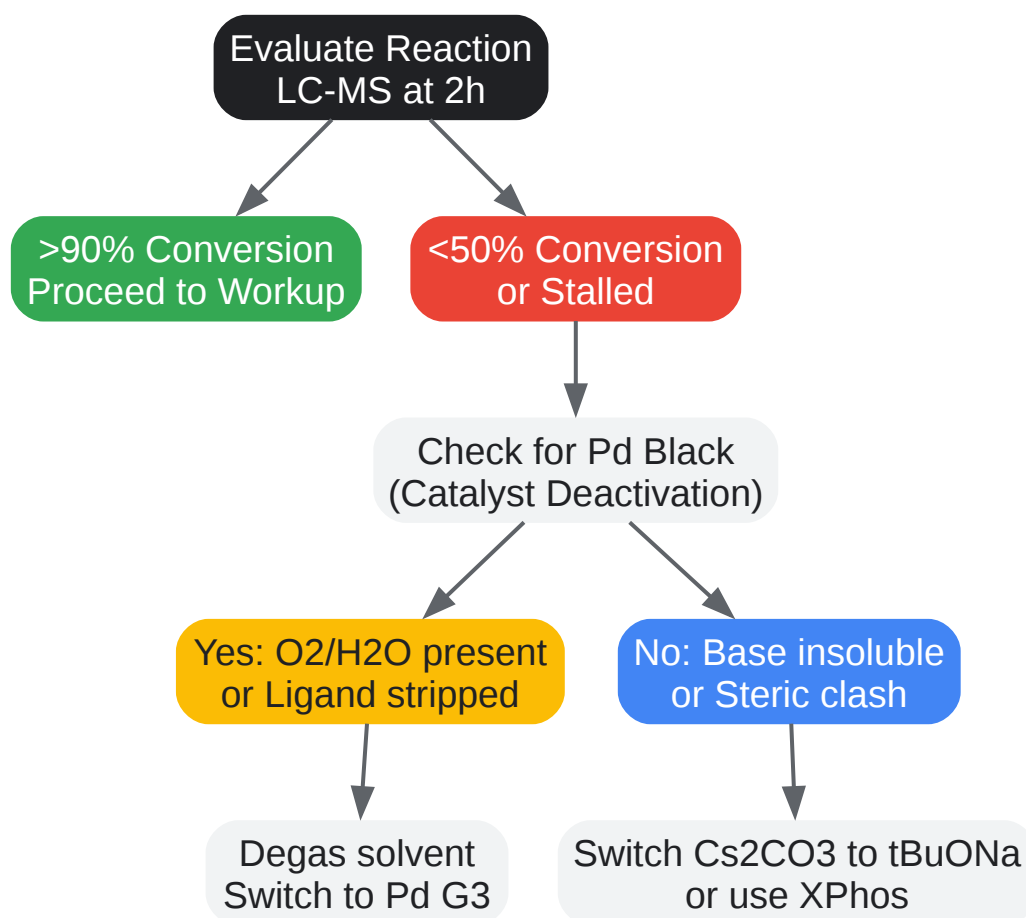 Evaluate Reaction
LC-MS at 2h
>90% Conversion
Proceed to Workup
<50% Conversion
or Stalled
Check for Pd Black
(Catalyst Deactivation)
Yes: O2/H2O present
or Ligand stripped
No: Base insoluble
or Steric clash
Degas solvent
Switch to Pd G3
Switch Cs2CO3 to tBuONa
or use XPhos